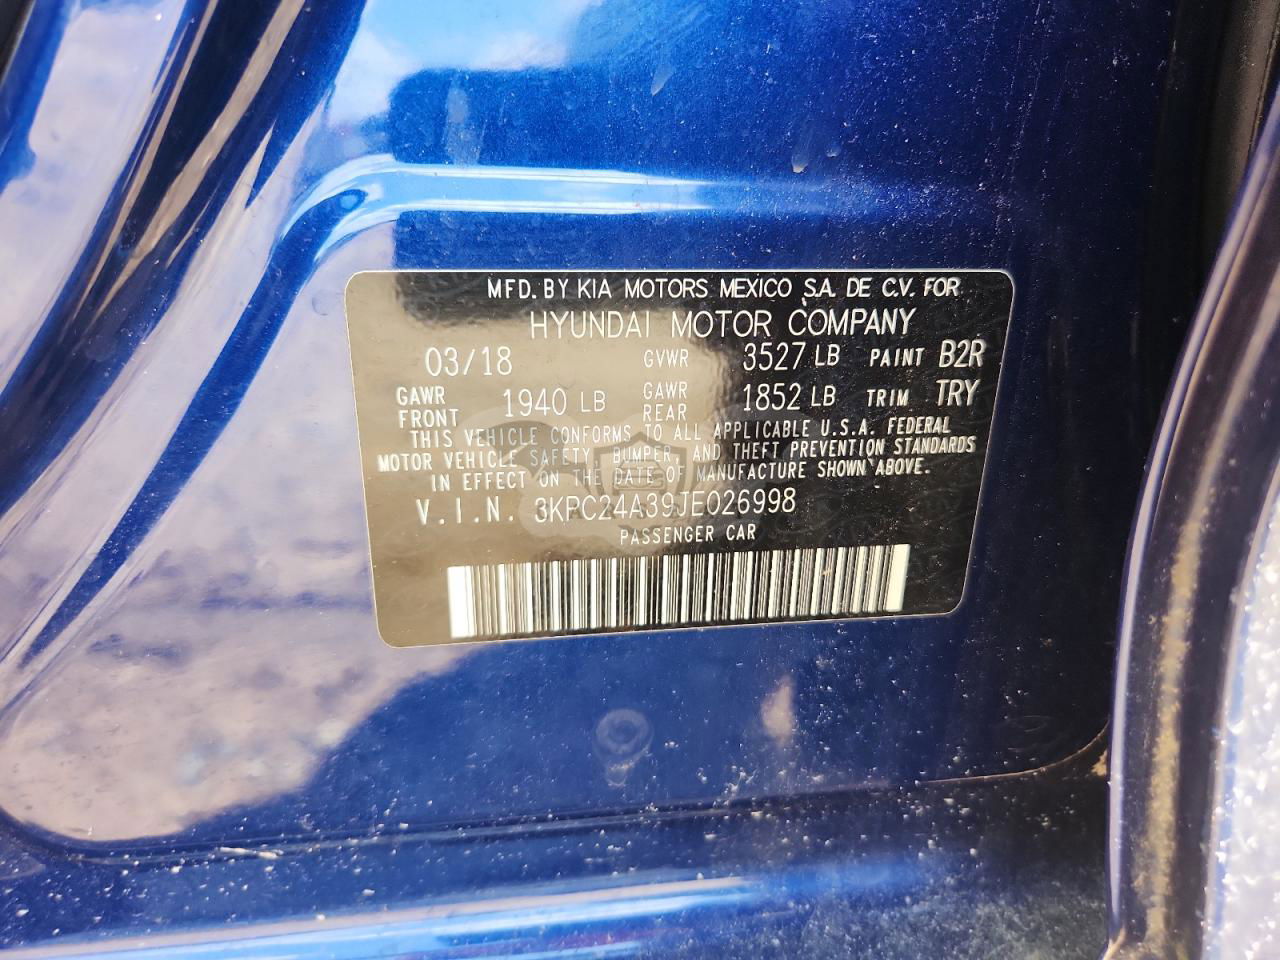 MFD. BY KIA MOTORS MEXICO S.A. DE C.V. FOR
HYUNDAI MOTOR COMPANY
03/18 GVWR 3527 LB PAINT B2R
GAWR FRONT 1940 LB GAWR REAR 1852 LB TRIM TRY
THIS VEHICLE CONFORMS TO ALL APPLICABLE U.S.A. FEDERAL
MOTOR VEHICLE SAFETY, BUMPER, AND THEFT PREVENTION STANDARDS
IN EFFECT ON THE DATE OF MANUFACTURE SHOWN ABOVE.
V.I.N. 3KPC24A39JE026998
PASSENGER CAR